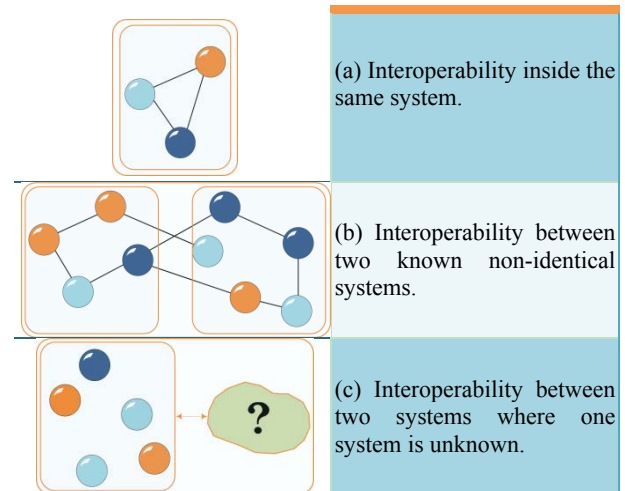 (a) Interoperability inside the
same system.
(b) Interoperability between
two known non-identical
systems.
?
(c) Interoperability between
two systems where one
system is unknown.